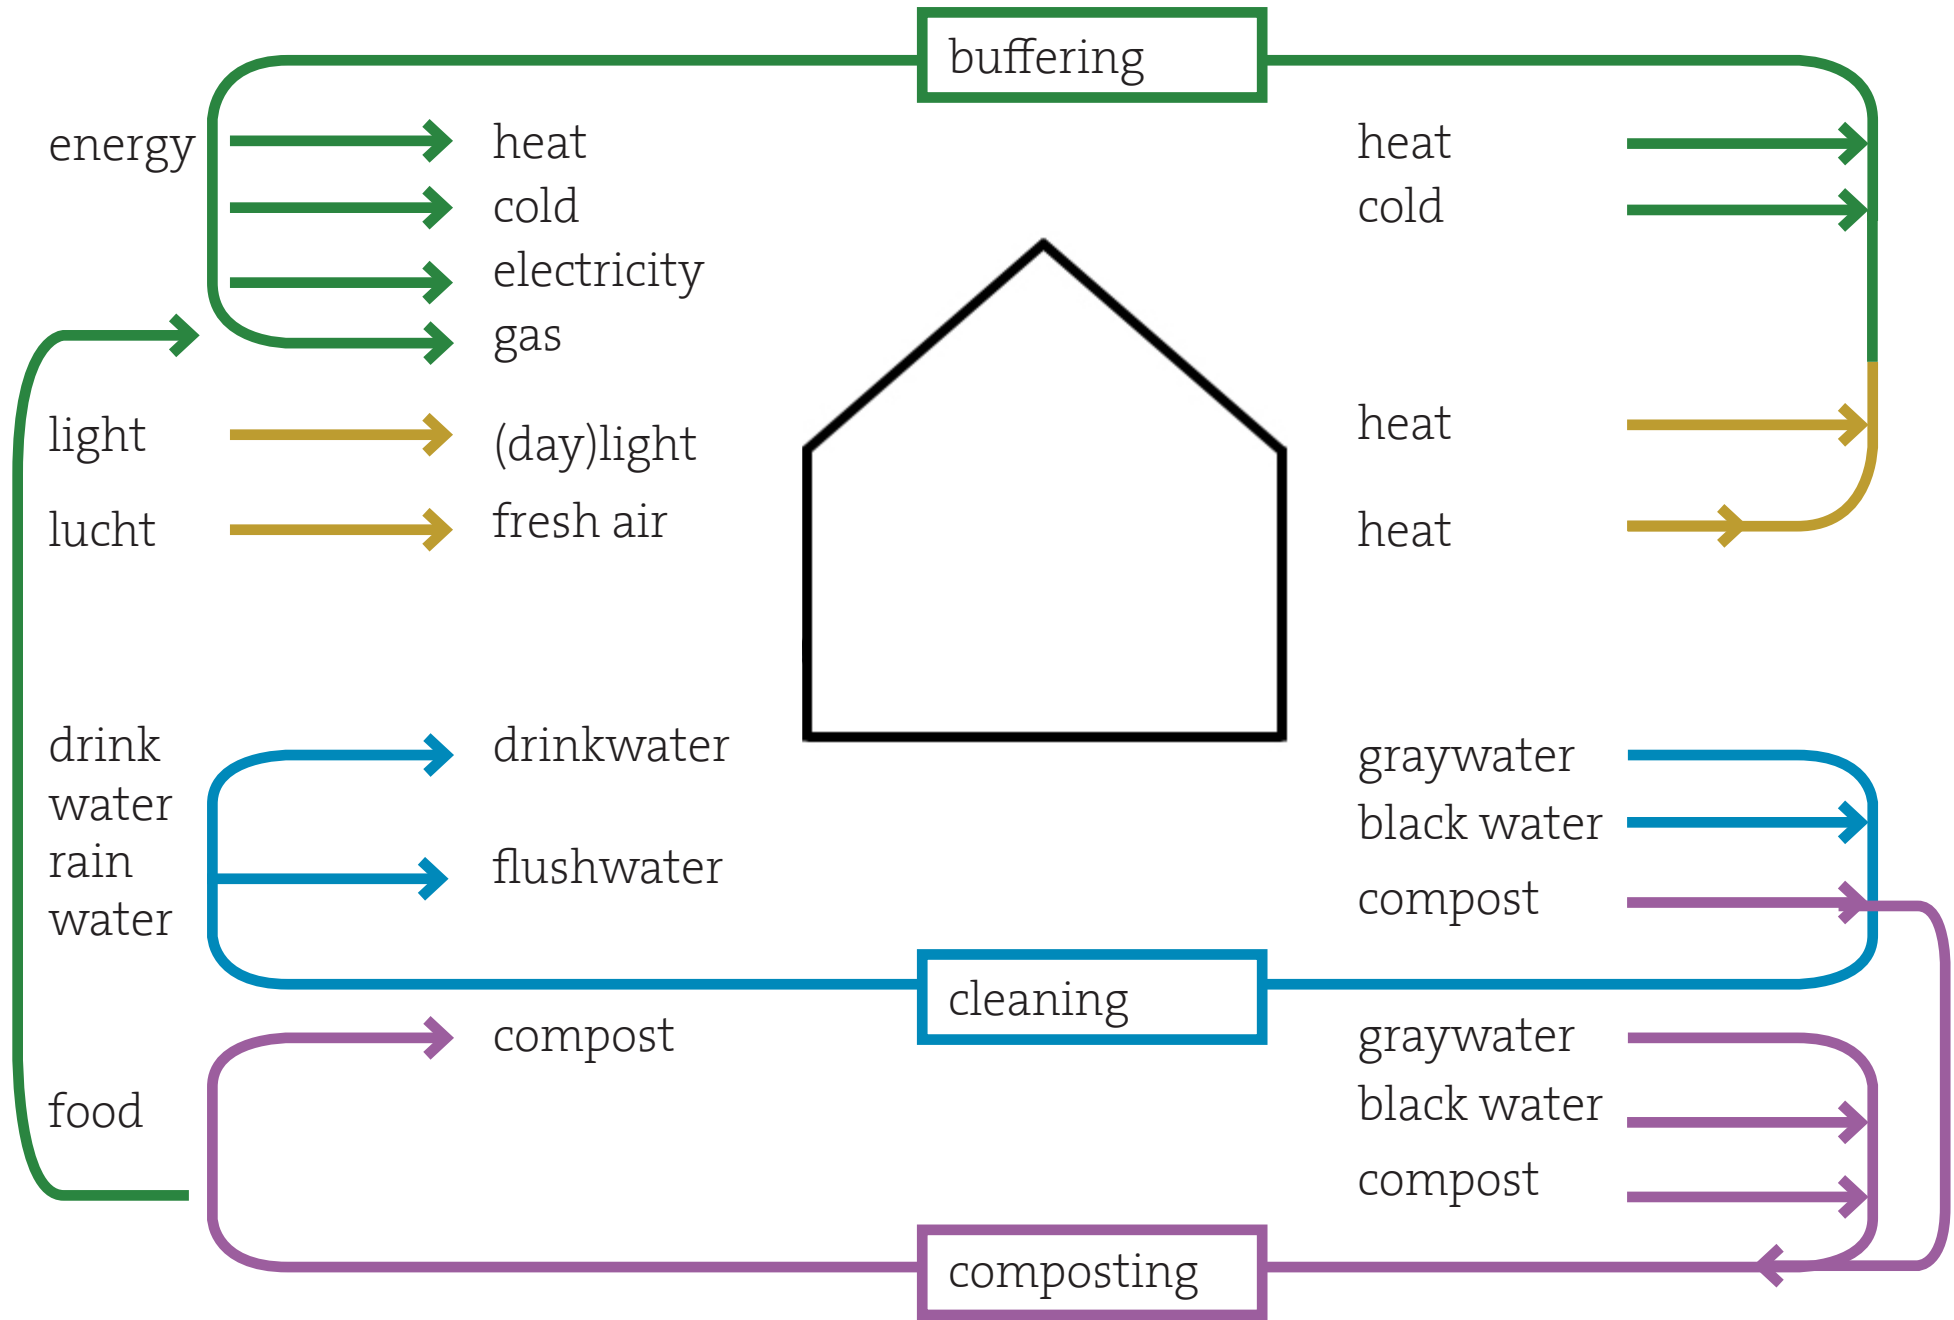 buffering
energy
heat
cold
electricity
gas
light
(day)light
lucht
fresh air
heat
cold
heat
heat
drink
water
rain
water
drinkwater
flushwater
graywater
black water
compost
cleaning
food
compost
graywater
black water
compost
composting